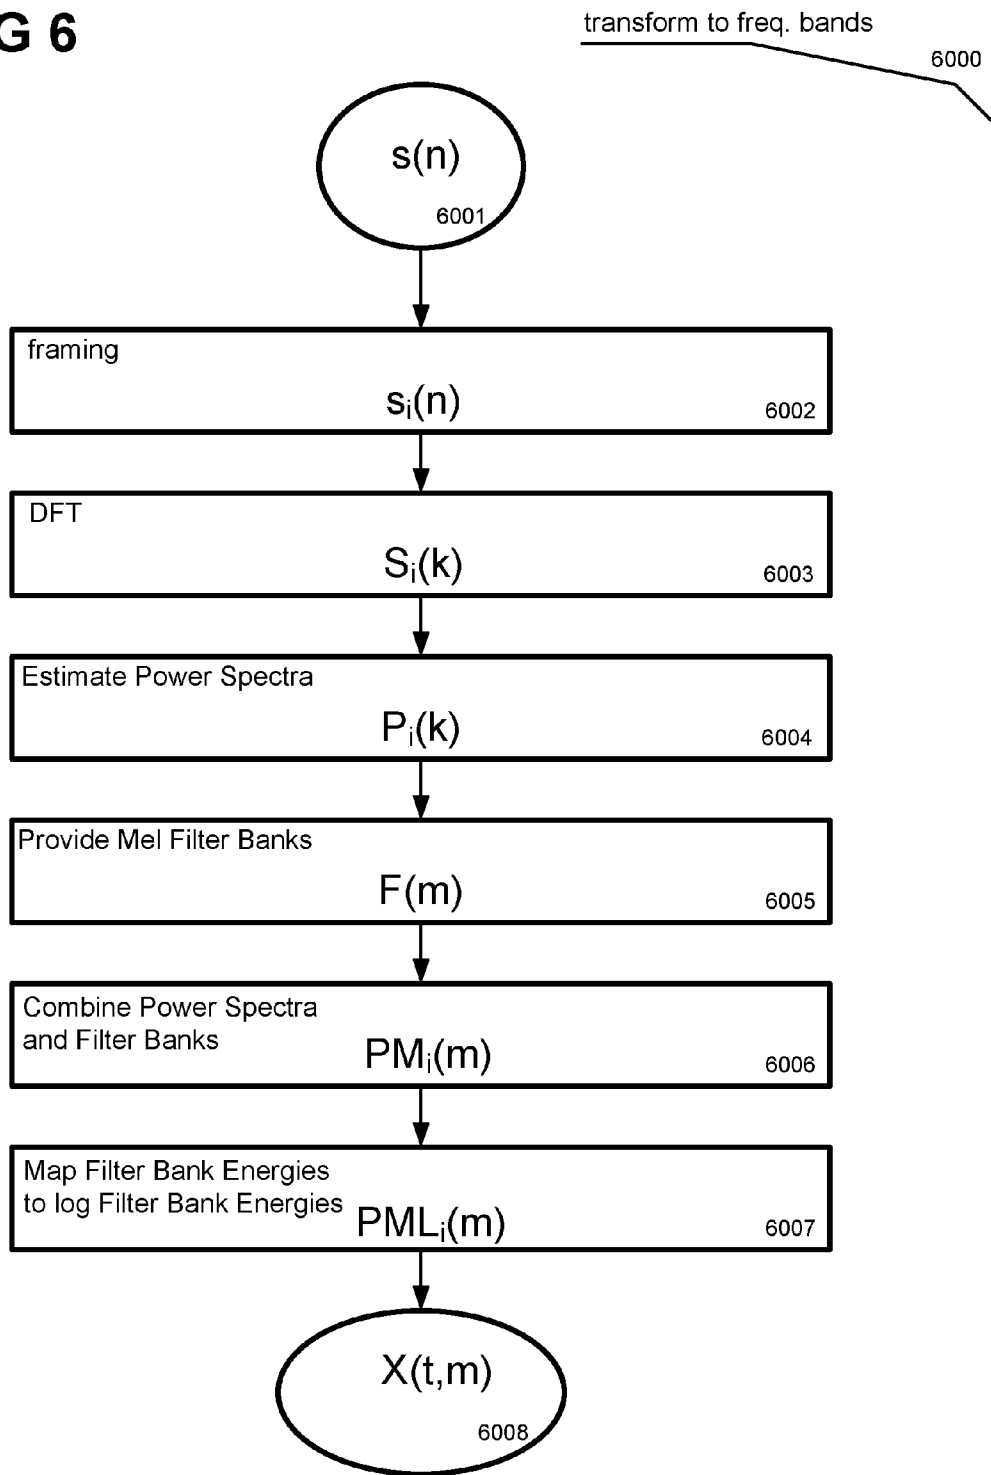 G 6
transform to freq. bands
6000
s(n)
6001
framing
sᵢ(n)
6002
DFT
Sᵢ(k)
6003
Estimate Power Spectra
Pᵢ(k)
6004
Provide Mel Filter Banks
F(m)
6005
Combine Power Spectra
and Filter Banks
PMᵢ(m)
6006
Map Filter Bank Energies
to log Filter Bank Energies
PMLᵢ(m)
6007
X(t,m)
6008